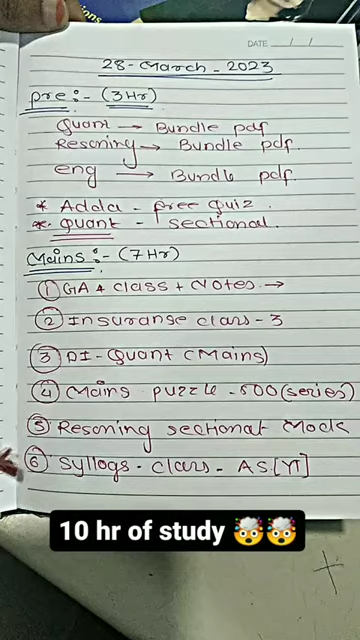 DATE / /
28-March-2023
pre :- (3Hr)
Quant → Bundle pdf
Resoning → Bundle pdf.
eng → Bundle pdf.
* Adda - free Quiz.
* Quant - sectional.
Mains :- (7Hr)
① GA 4 class + Notes →
② Insuranse class - 3
③ DI-Quant (Mains)
④ Mains puzzle - 500 (series)
⑤ Resoning sectional Mock
⑥ Syllogs - class - AS [YT]
10 hr of study 🤯🤯